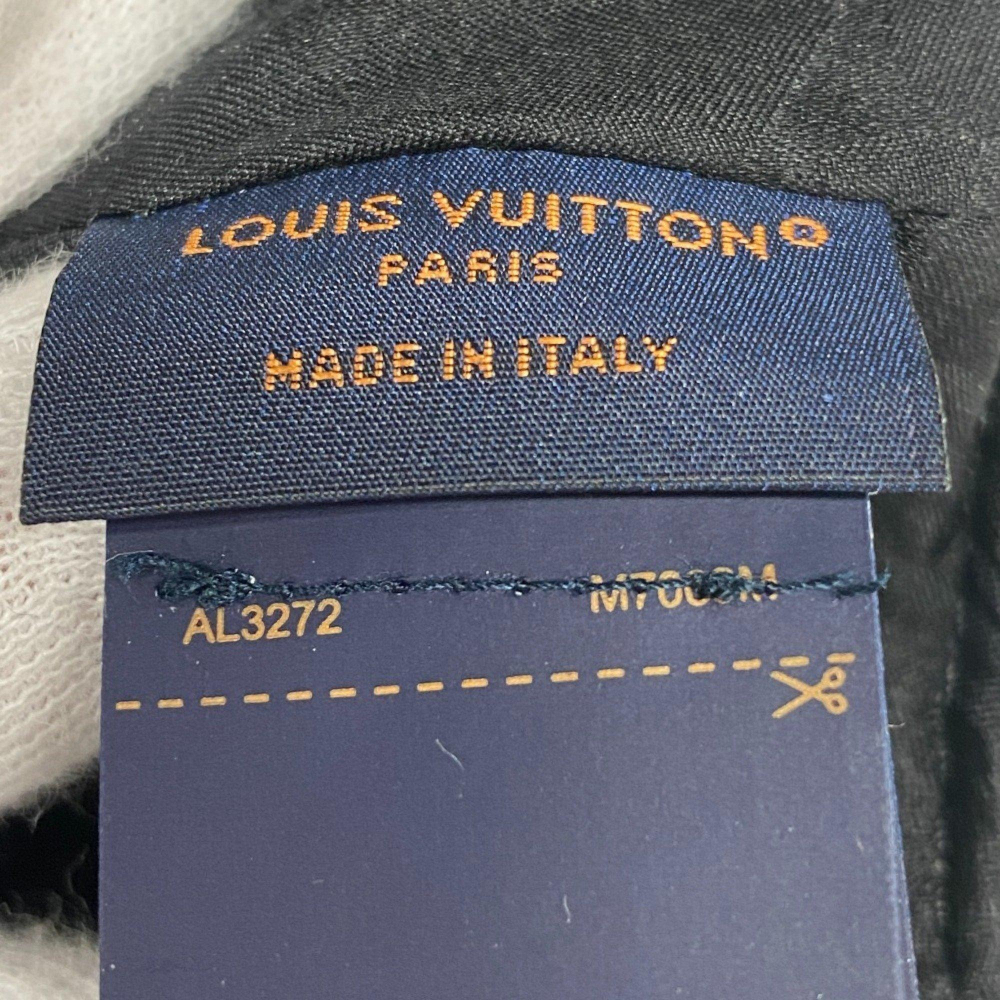 LOUIS VUITTON
PARIS
MADE IN ITALY
AL3272